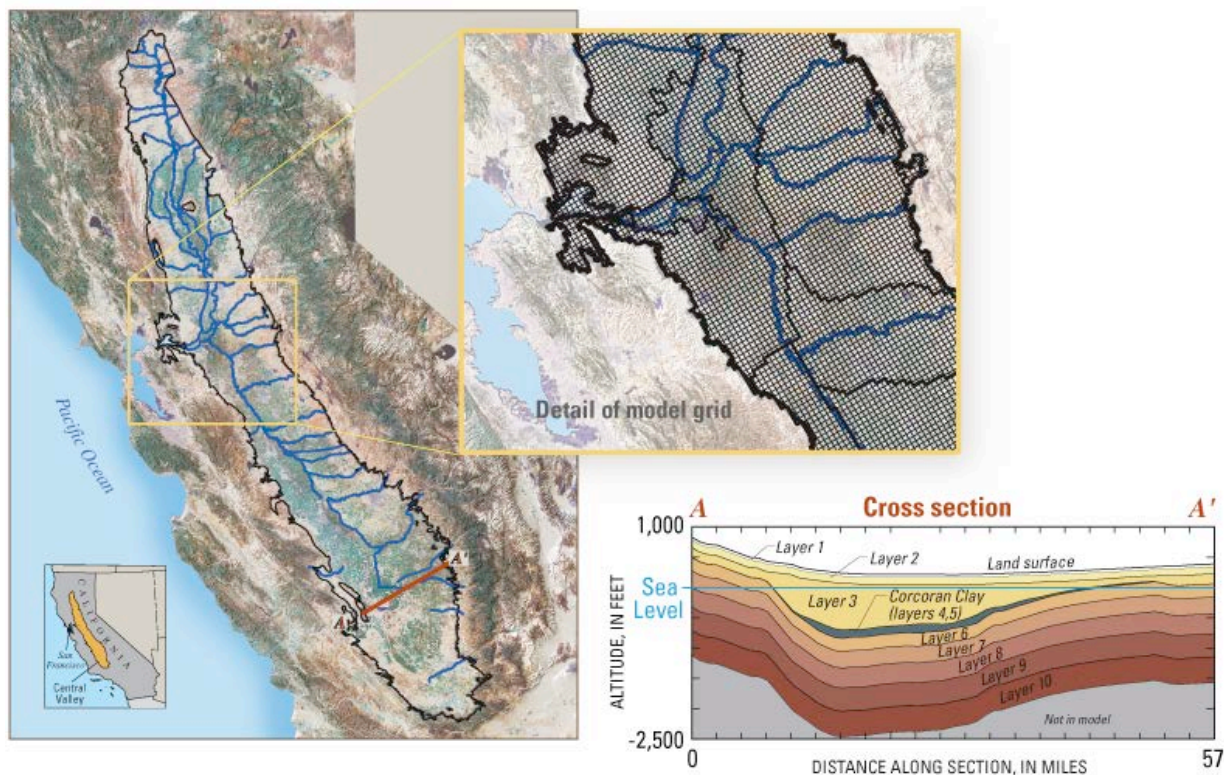 Pacific Ocean
A'
A
CALIFORNIA
San
Francisco
Central
Valley
Detail of model grid
A
Cross section
A'
1,000
Sea
Level
-2,500
ALTITUDE, IN FEET
Layer 1
Layer 2
Land surface
Layer 3
Corcoran Clay
(layers 4,5)
Layer 6
Layer 7
Layer 8
Layer 9
Layer 10
Not in model
0
57
DISTANCE ALONG SECTION, IN MILES